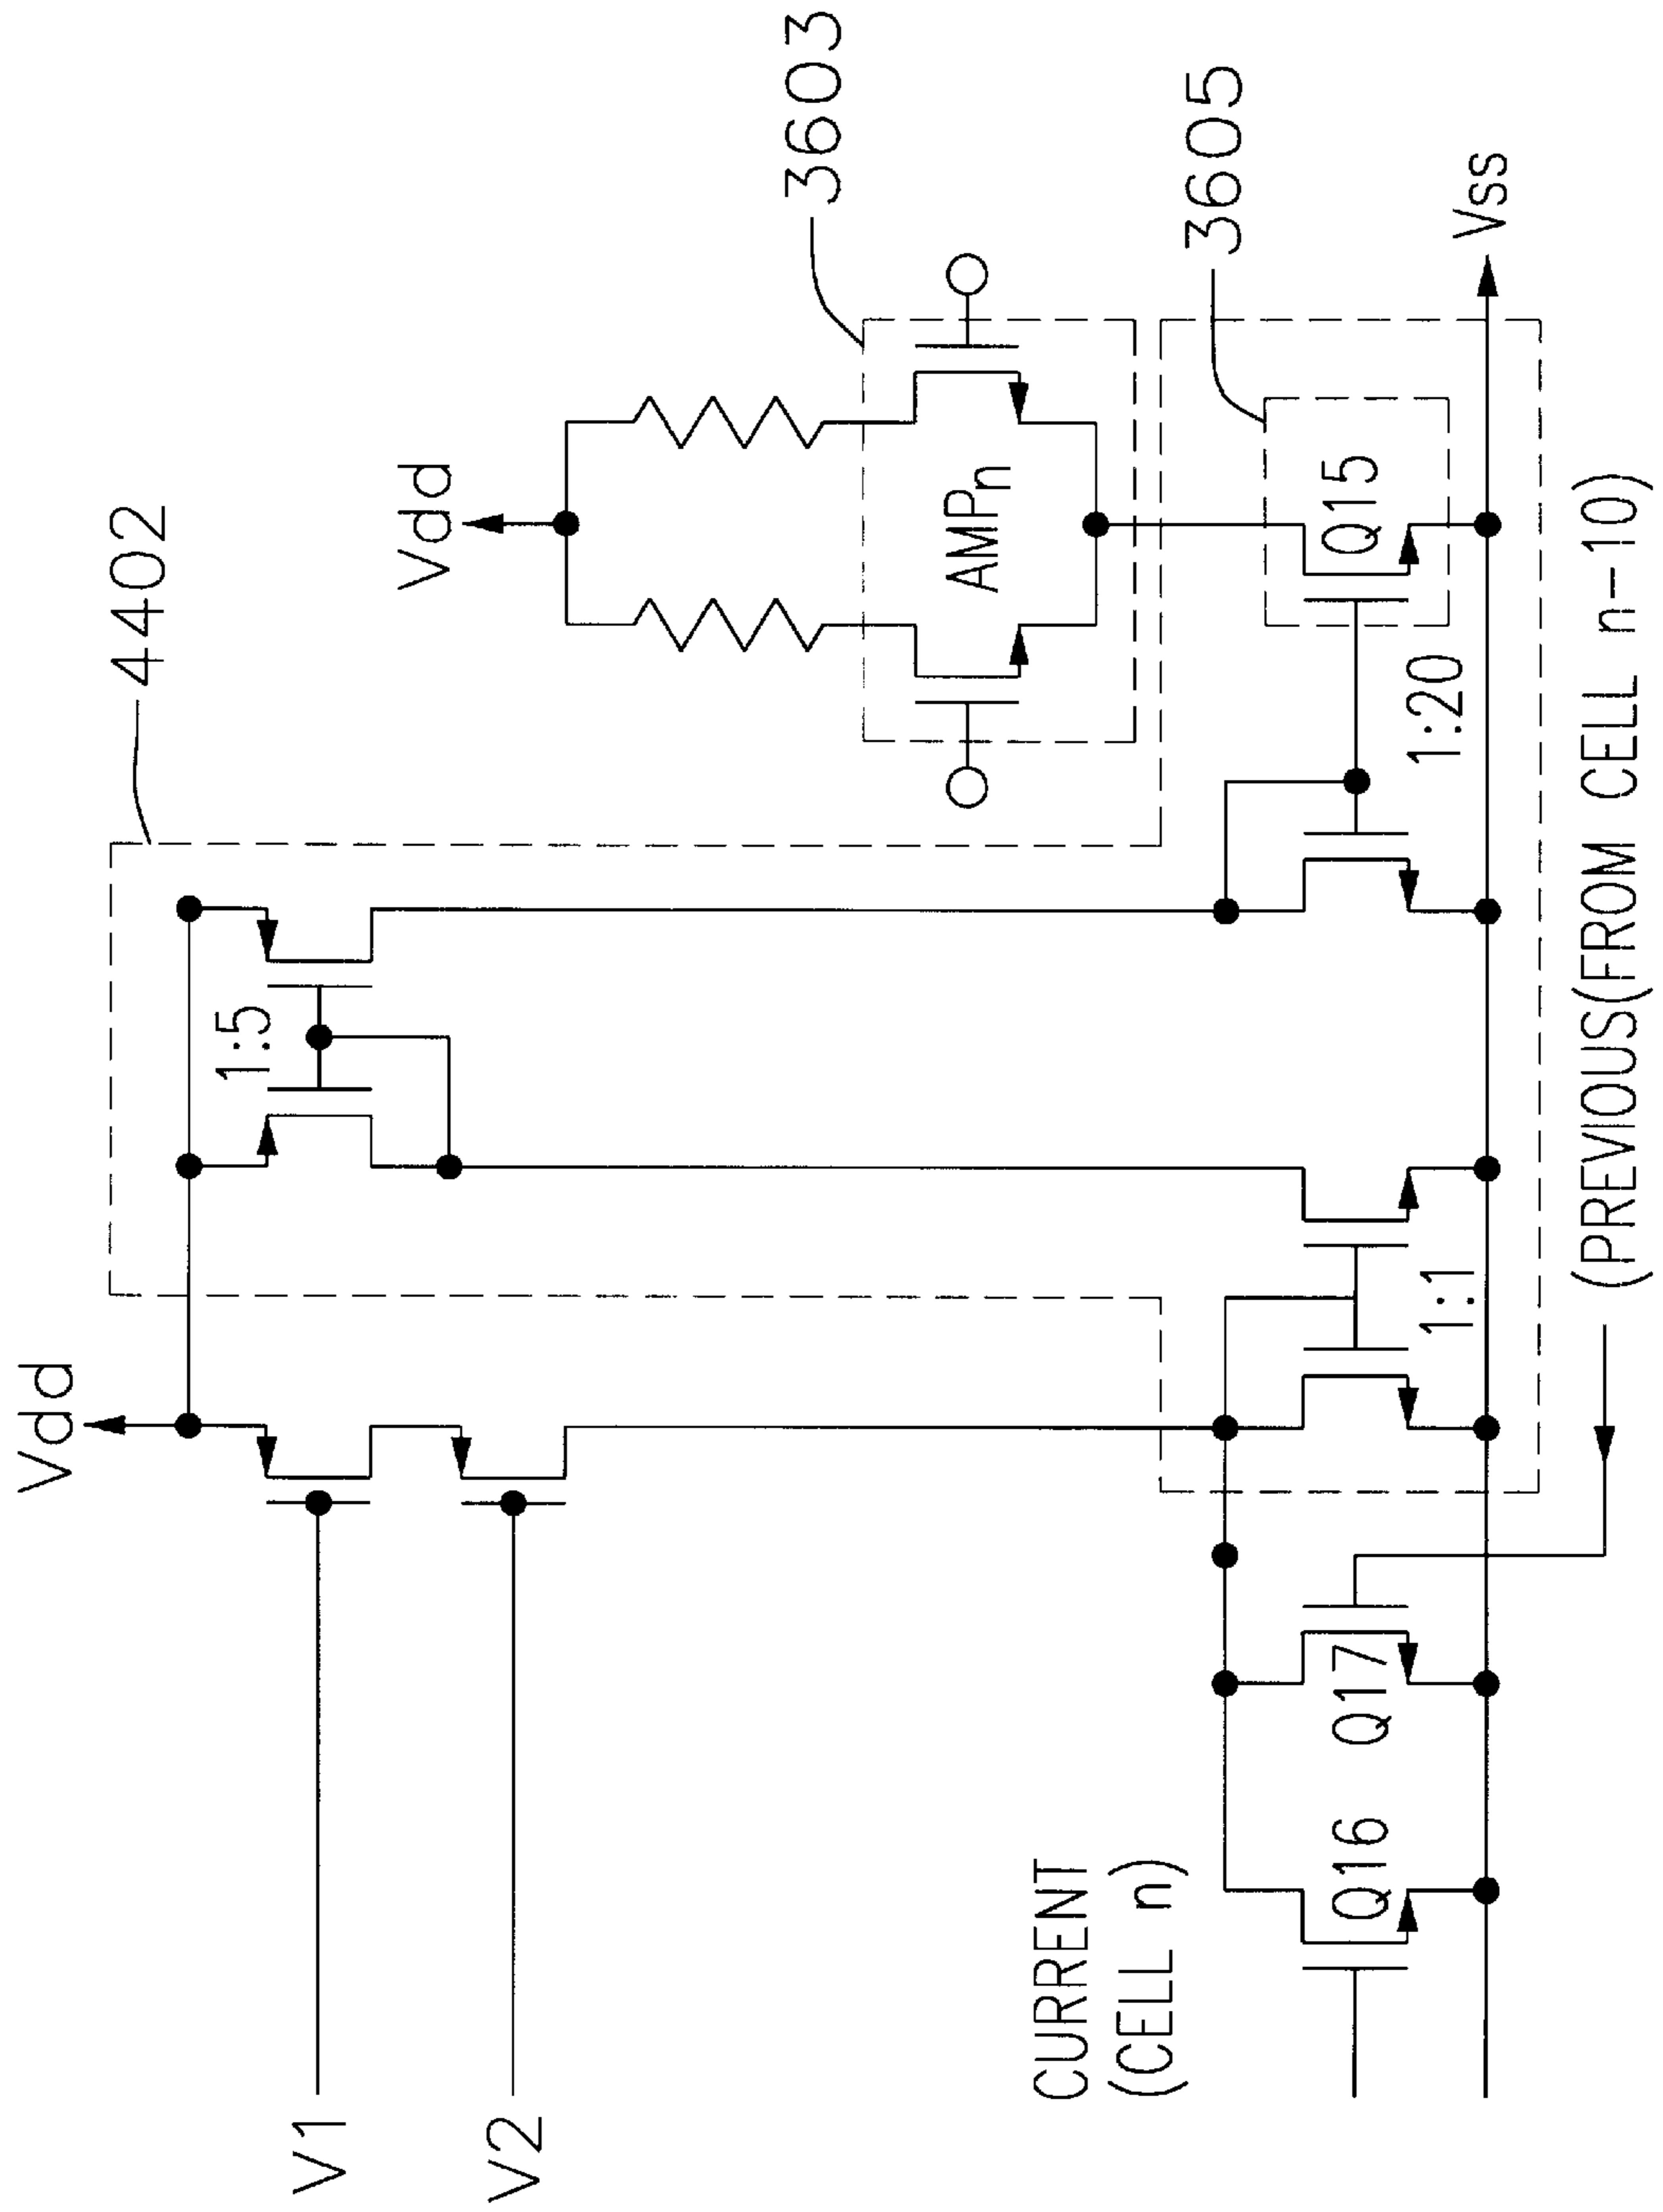 Vdd
4402
Vdd
3603
1:5
V1
V2
AMPn
3605
CURRENT
(CELL n)
Q16
Q17
1:1
1:20
Q15
Vss
(PREVIOUS(FROM CELL n-10)